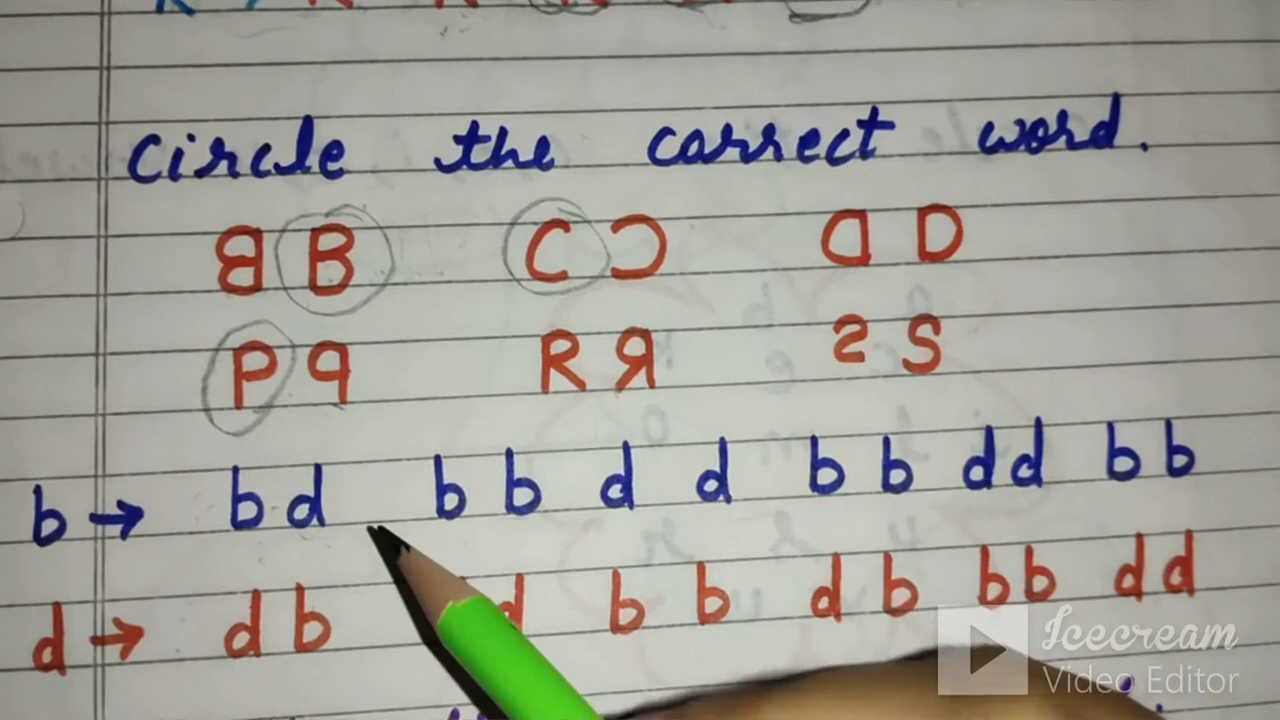 Circle the correct word.
B B C C D D
P P R R S S
b → b d b b d d b b d d b b
d → d b d b b d b b b d d
Icecream
Video Editor